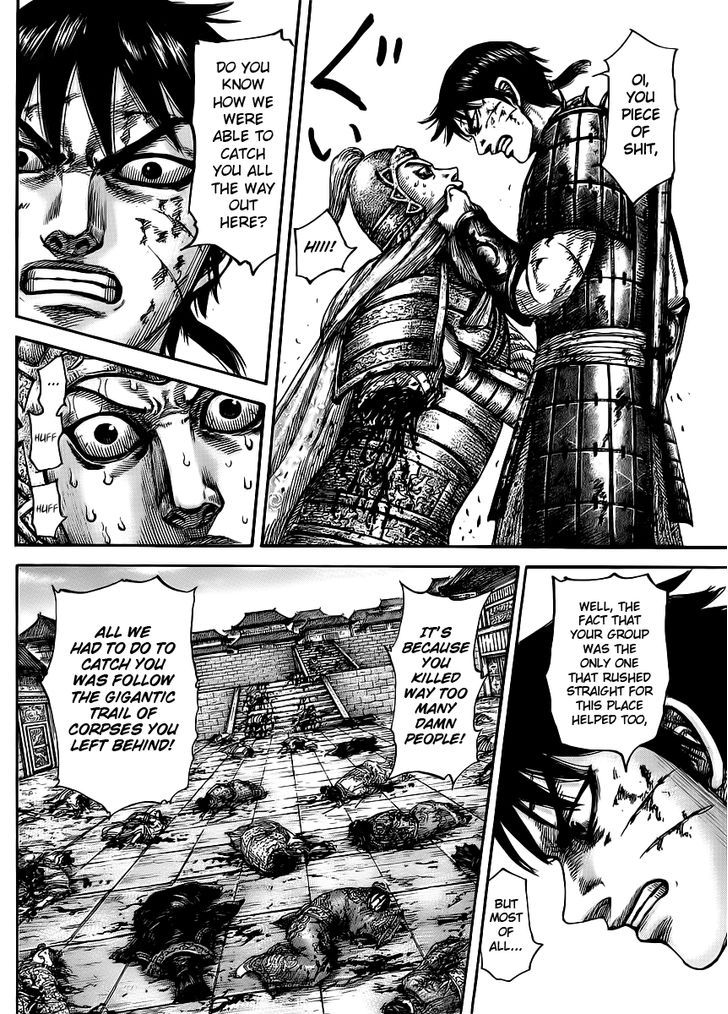 OI,
YOU
PIECE
OF
SHIT,
ぐい
HIII!
DO YOU
KNOW
HOW WE
WERE
ABLE TO
CATCH
YOU ALL
THE WAY
OUT
HERE?
...
HUFF
HUFF
WELL, THE
FACT THAT
YOUR GROUP
WAS THE
ONLY ONE
THAT RUSHED
STRAIGHT FOR
THIS PLACE
HELPED TOO,
BUT
MOST OF
ALL...
IT'S
BECAUSE
YOU
KILLED
WAY TOO
MANY
DAMN
PEOPLE!
ALL WE
HAD TO DO TO
CATCH YOU
WAS FOLLOW
THE GIGANTIC
TRAIL OF
CORPSES YOU
LEFT BEHIND!